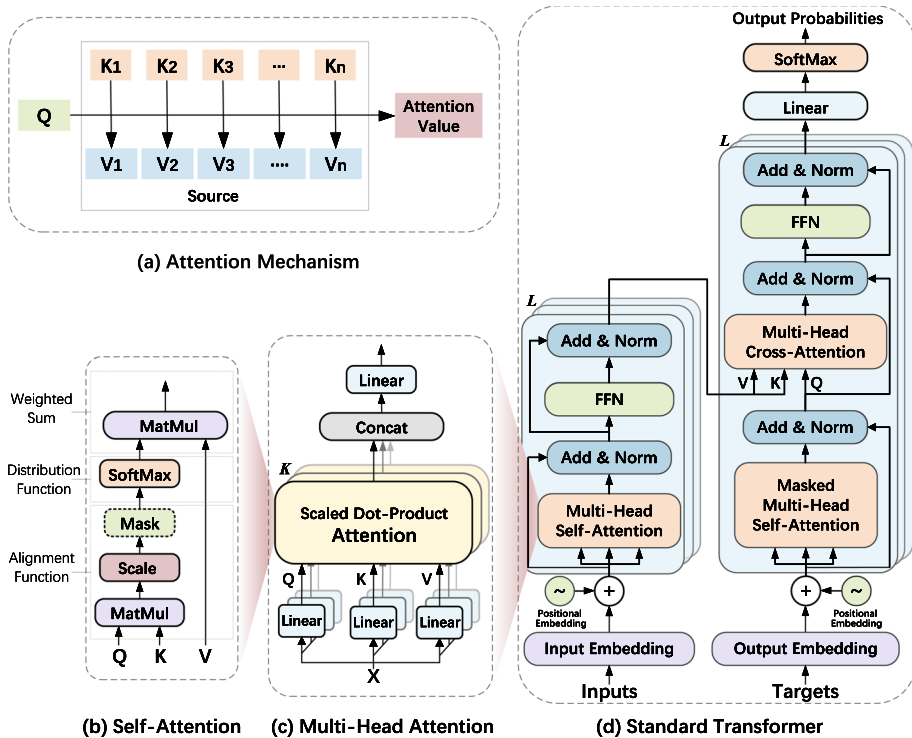 K1 K2 K3 ... Kn
Q
Attention
Value
V1 V2 V3 .... Vn
Source
(a) Attention Mechanism
Weighted
Sum
MatMul
Distribution
Function
SoftMax
Mask
Alignment
Function
Scale
MatMul
Q K V
(b) Self-Attention
Linear
Concat
K
Scaled Dot-Product
Attention
Q K V
Linear Linear Linear
X
(c) Multi-Head Attention
Output Probabilities
SoftMax
Linear
L
Add & Norm
FFN
Add & Norm
Multi-Head
Cross-Attention
V K Q
Add & Norm
Masked
Multi-Head
Self-Attention
~
Positional
Embedding
+
Output Embedding
Targets
L
Add & Norm
FFN
Add & Norm
Multi-Head
Self-Attention
~
Positional
Embedding
+
Input Embedding
Inputs
(d) Standard Transformer